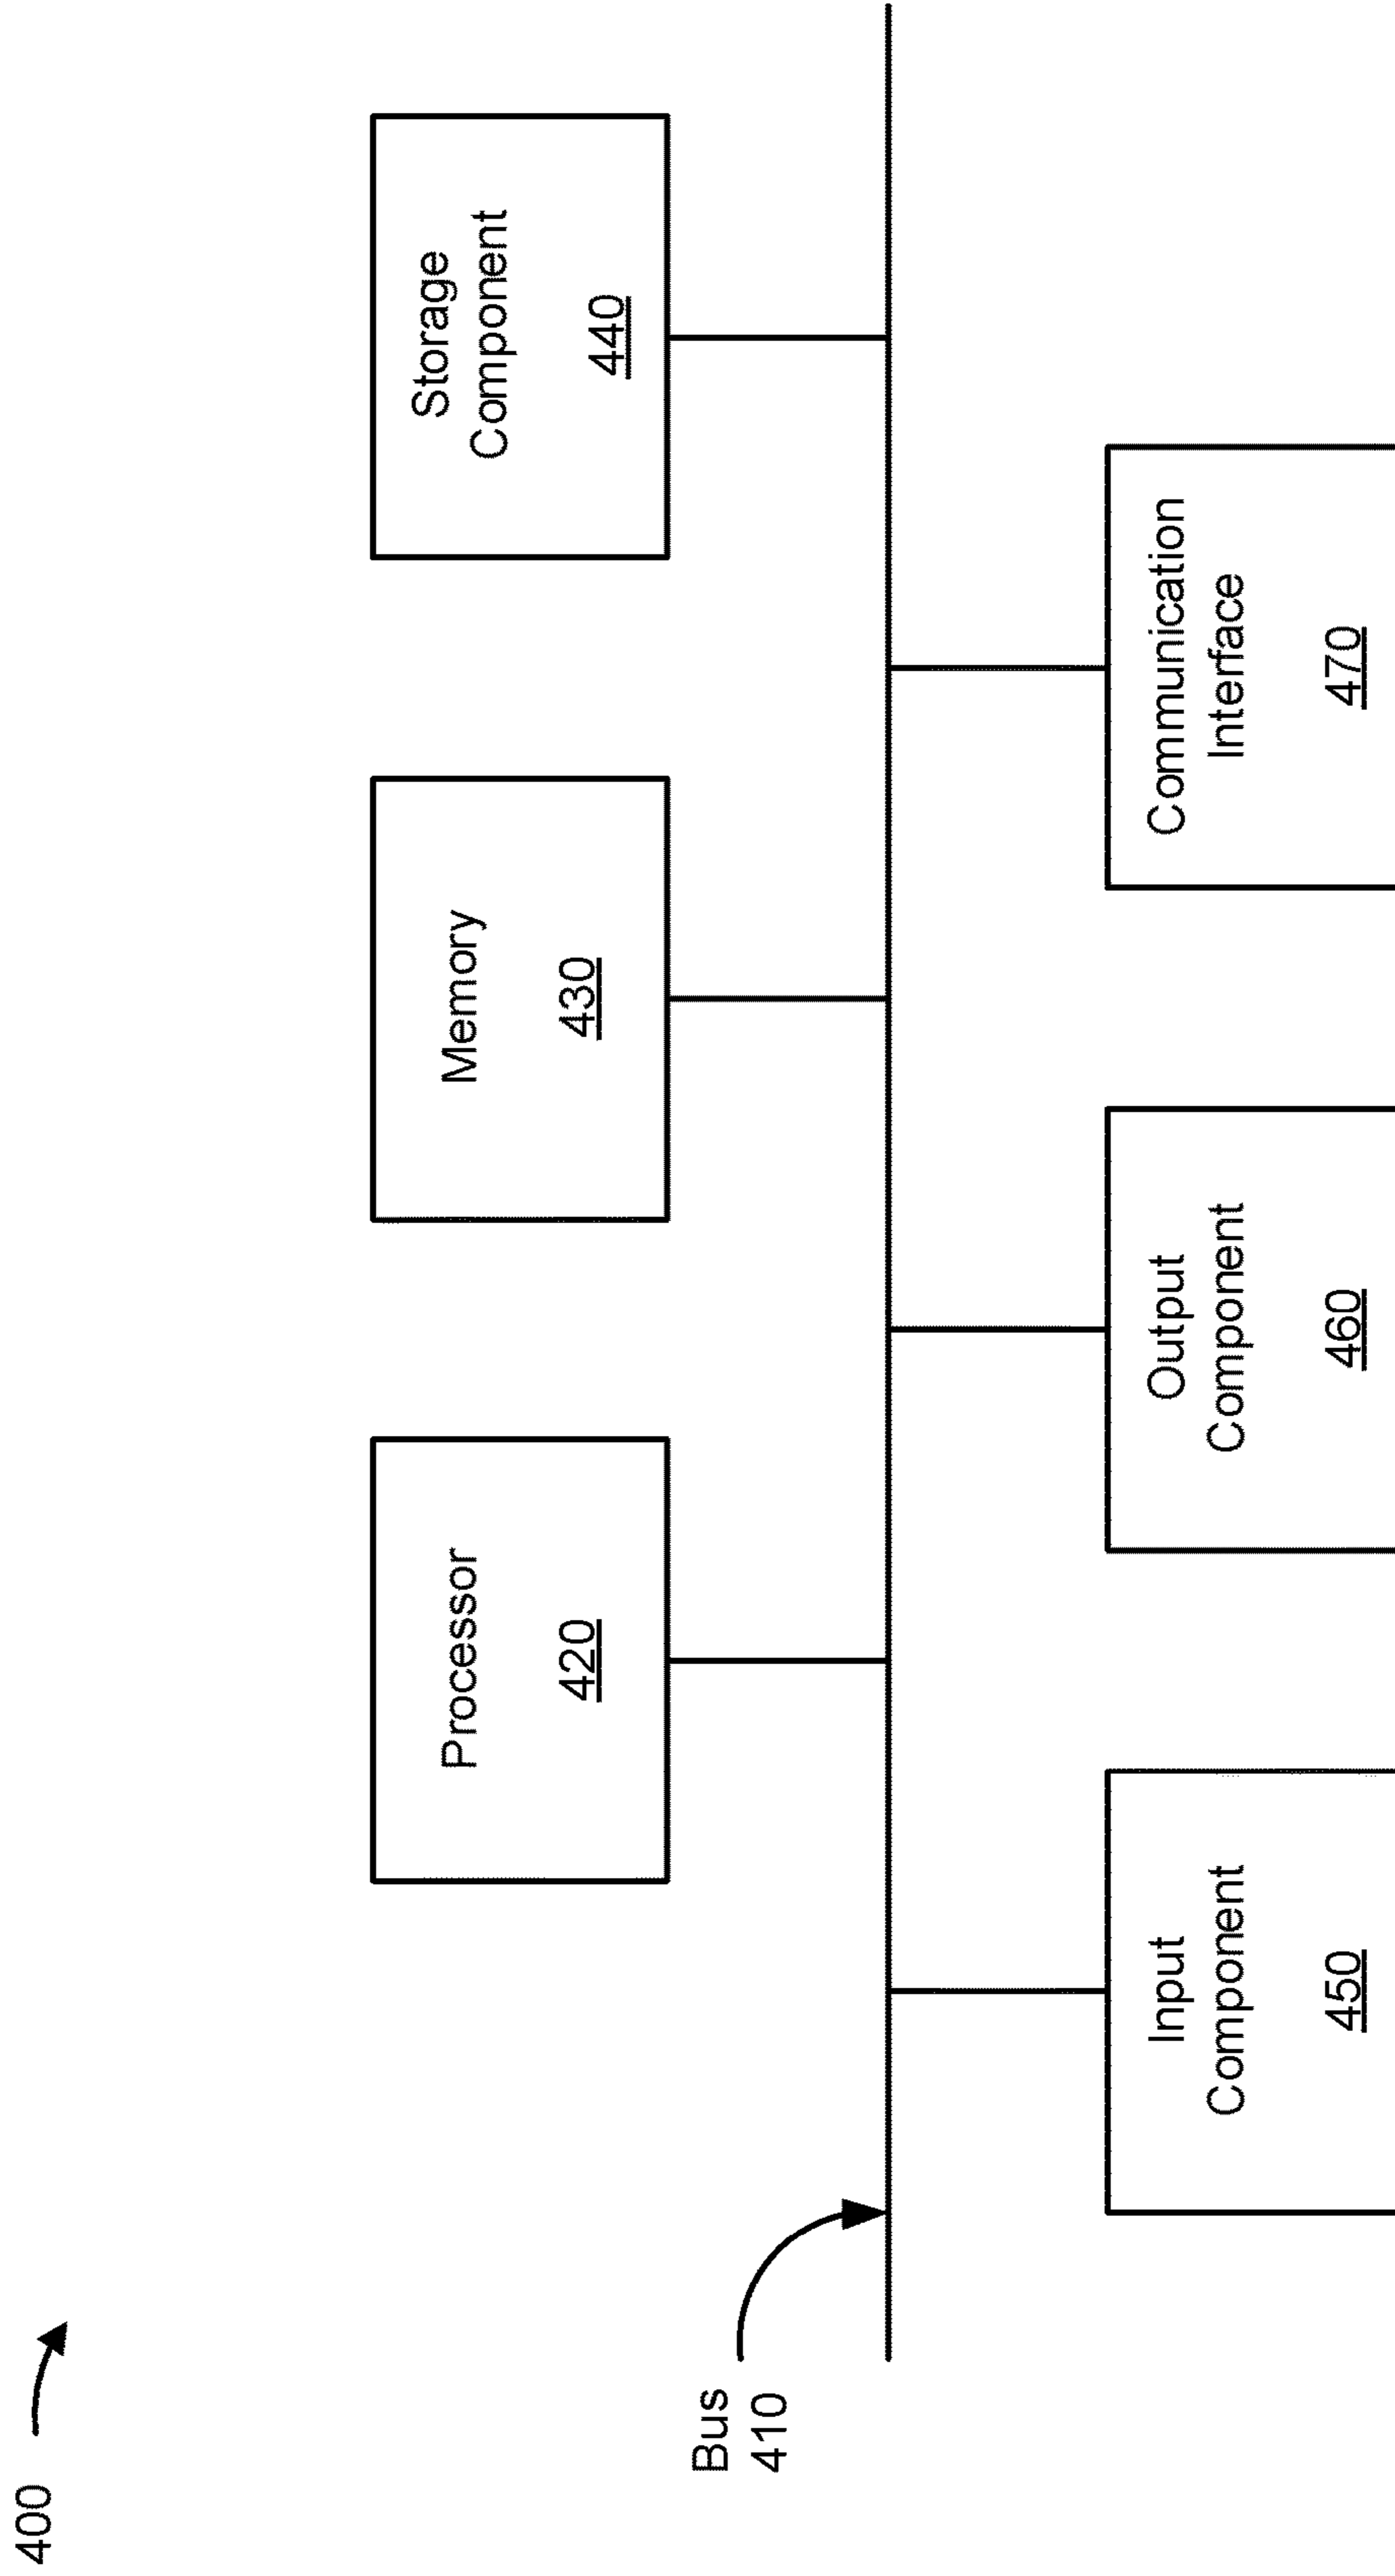 400
Processor
420
Memory
430
Storage
Component
440
Bus
410
Input
Component
450
Output
Component
460
Communication
Interface
470